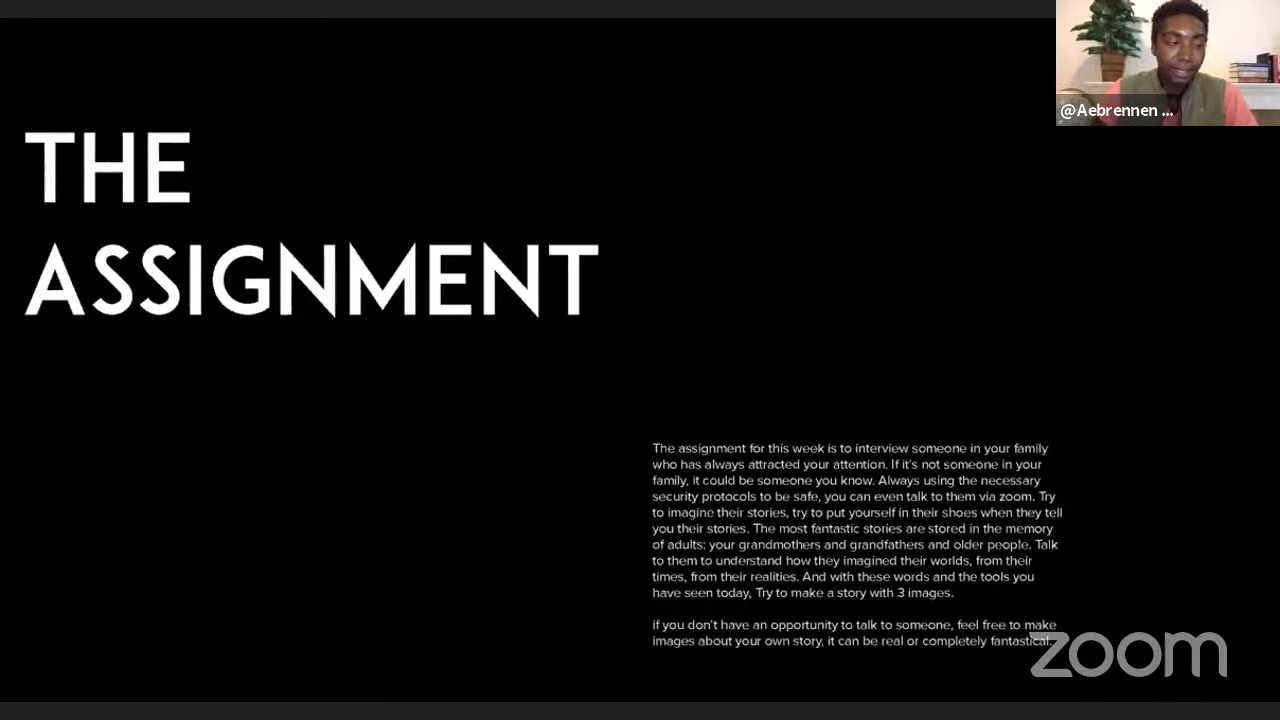 @Aebrennen ...
THE
ASSIGNMENT
The assignment for this week is to interview someone in your family
who has always attracted your attention. If it's not someone in your
family, it could be someone you know. Always using the necessary
security protocols to be safe, you can even talk to them via zoom. Try
to imagine their stories, try to put yourself in their shoes when they tell
you their stories. The most fantastic stories are stored in the memory
of adults: your grandmothers and grandfathers and older people. Talk
to them to understand how they imagined their worlds, from their
times, from their realities. And with these words and the tools you
have seen today, Try to make a story with 3 images.
if you don't have an opportunity to talk to someone, feel free to make
images about your own story, it can be real or completely fantastical.
zoom